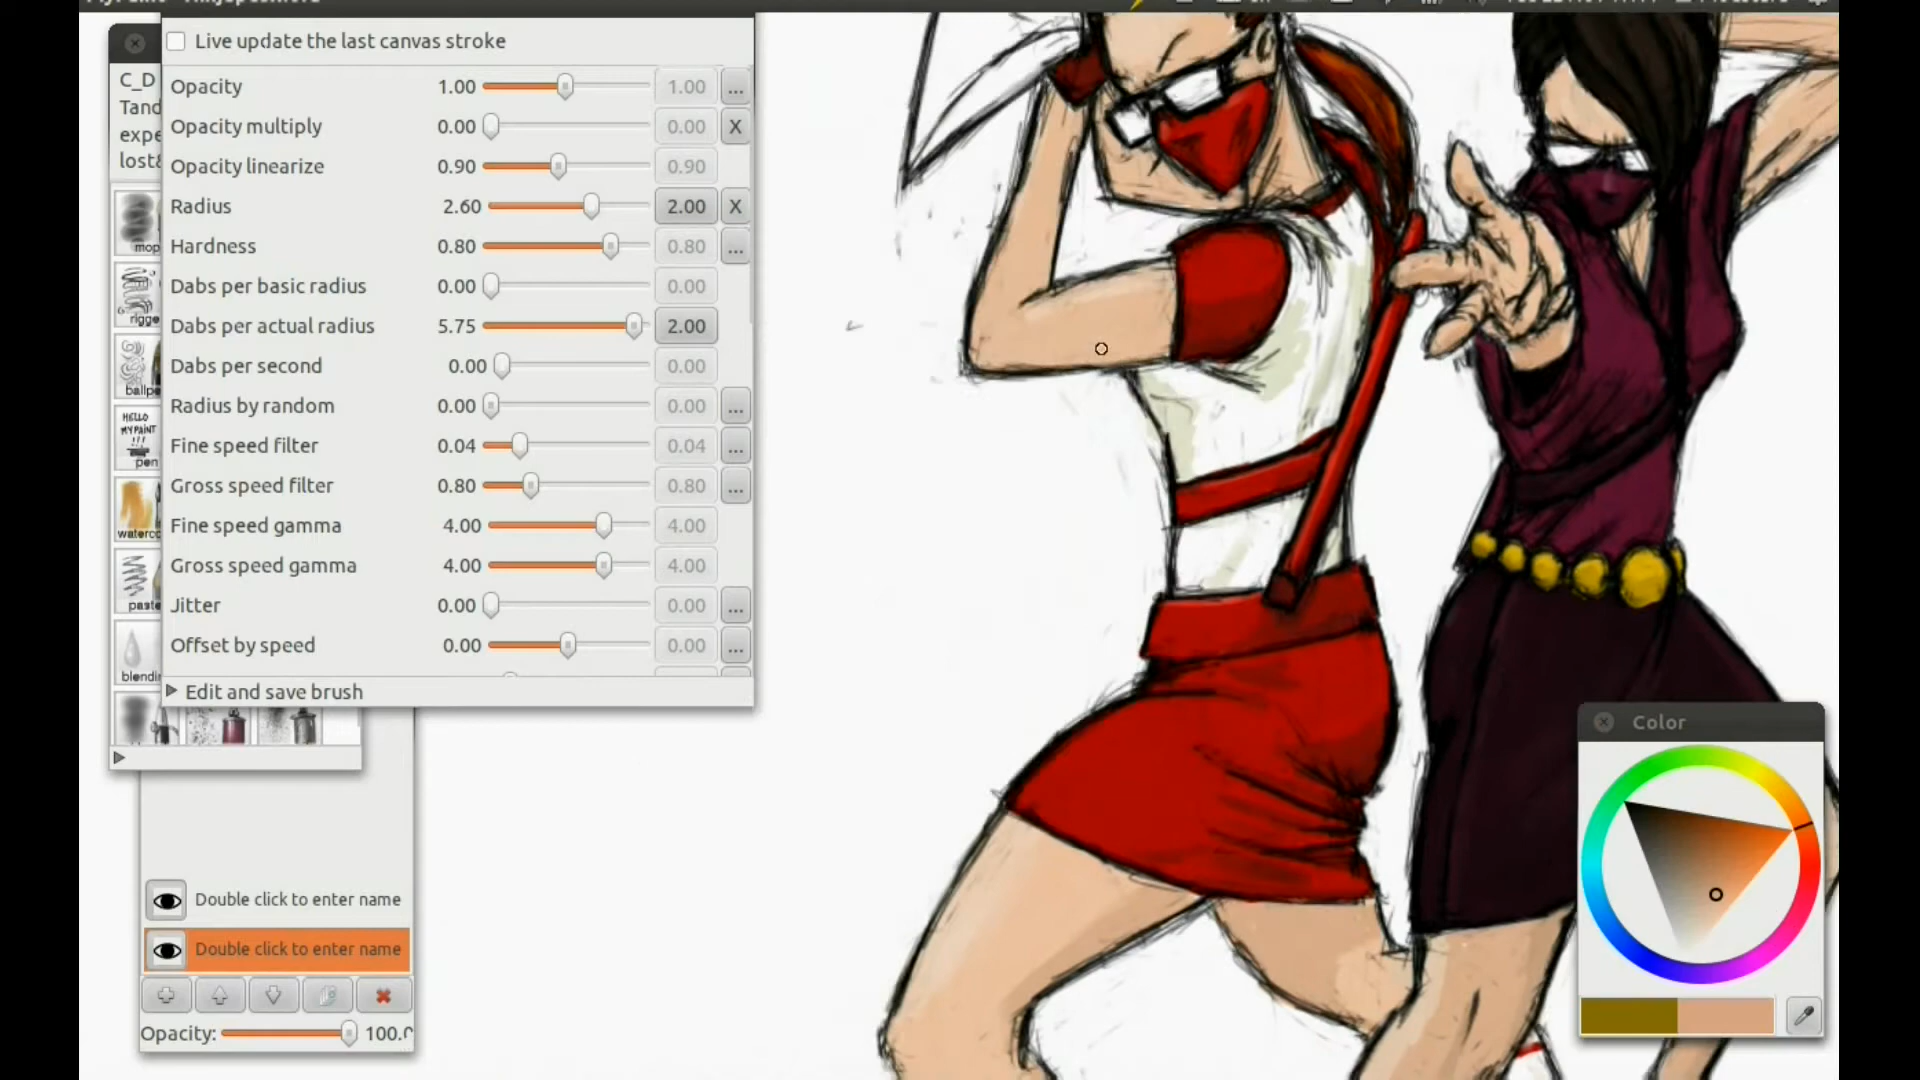 Live update the last canvas stroke
C_D
Tand
expe
lost&
Opacity 1.00 1.00 ...
Opacity multiply 0.00 0.00 X
Opacity linearize 0.90 0.90
Radius 2.60 2.00 X
Hardness 0.80 0.80 ...
Dabs per basic radius 0.00 0.00
Dabs per actual radius 5.75 2.00
Dabs per second 0.00 0.00
Radius by random 0.00 0.00 ...
Fine speed filter 0.04 0.04 ...
Gross speed filter 0.80 0.80 ...
Fine speed gamma 4.00 4.00
Gross speed gamma 4.00 4.00
Jitter 0.00 0.00 ...
Offset by speed 0.00 0.00 ...
Edit and save brush
mop
rigge
ballpe
HELLO
MYPAINT
!!!
pen
waterco
paste
blendi
Color
Double click to enter name
Double click to enter name
Opacity: 100.0